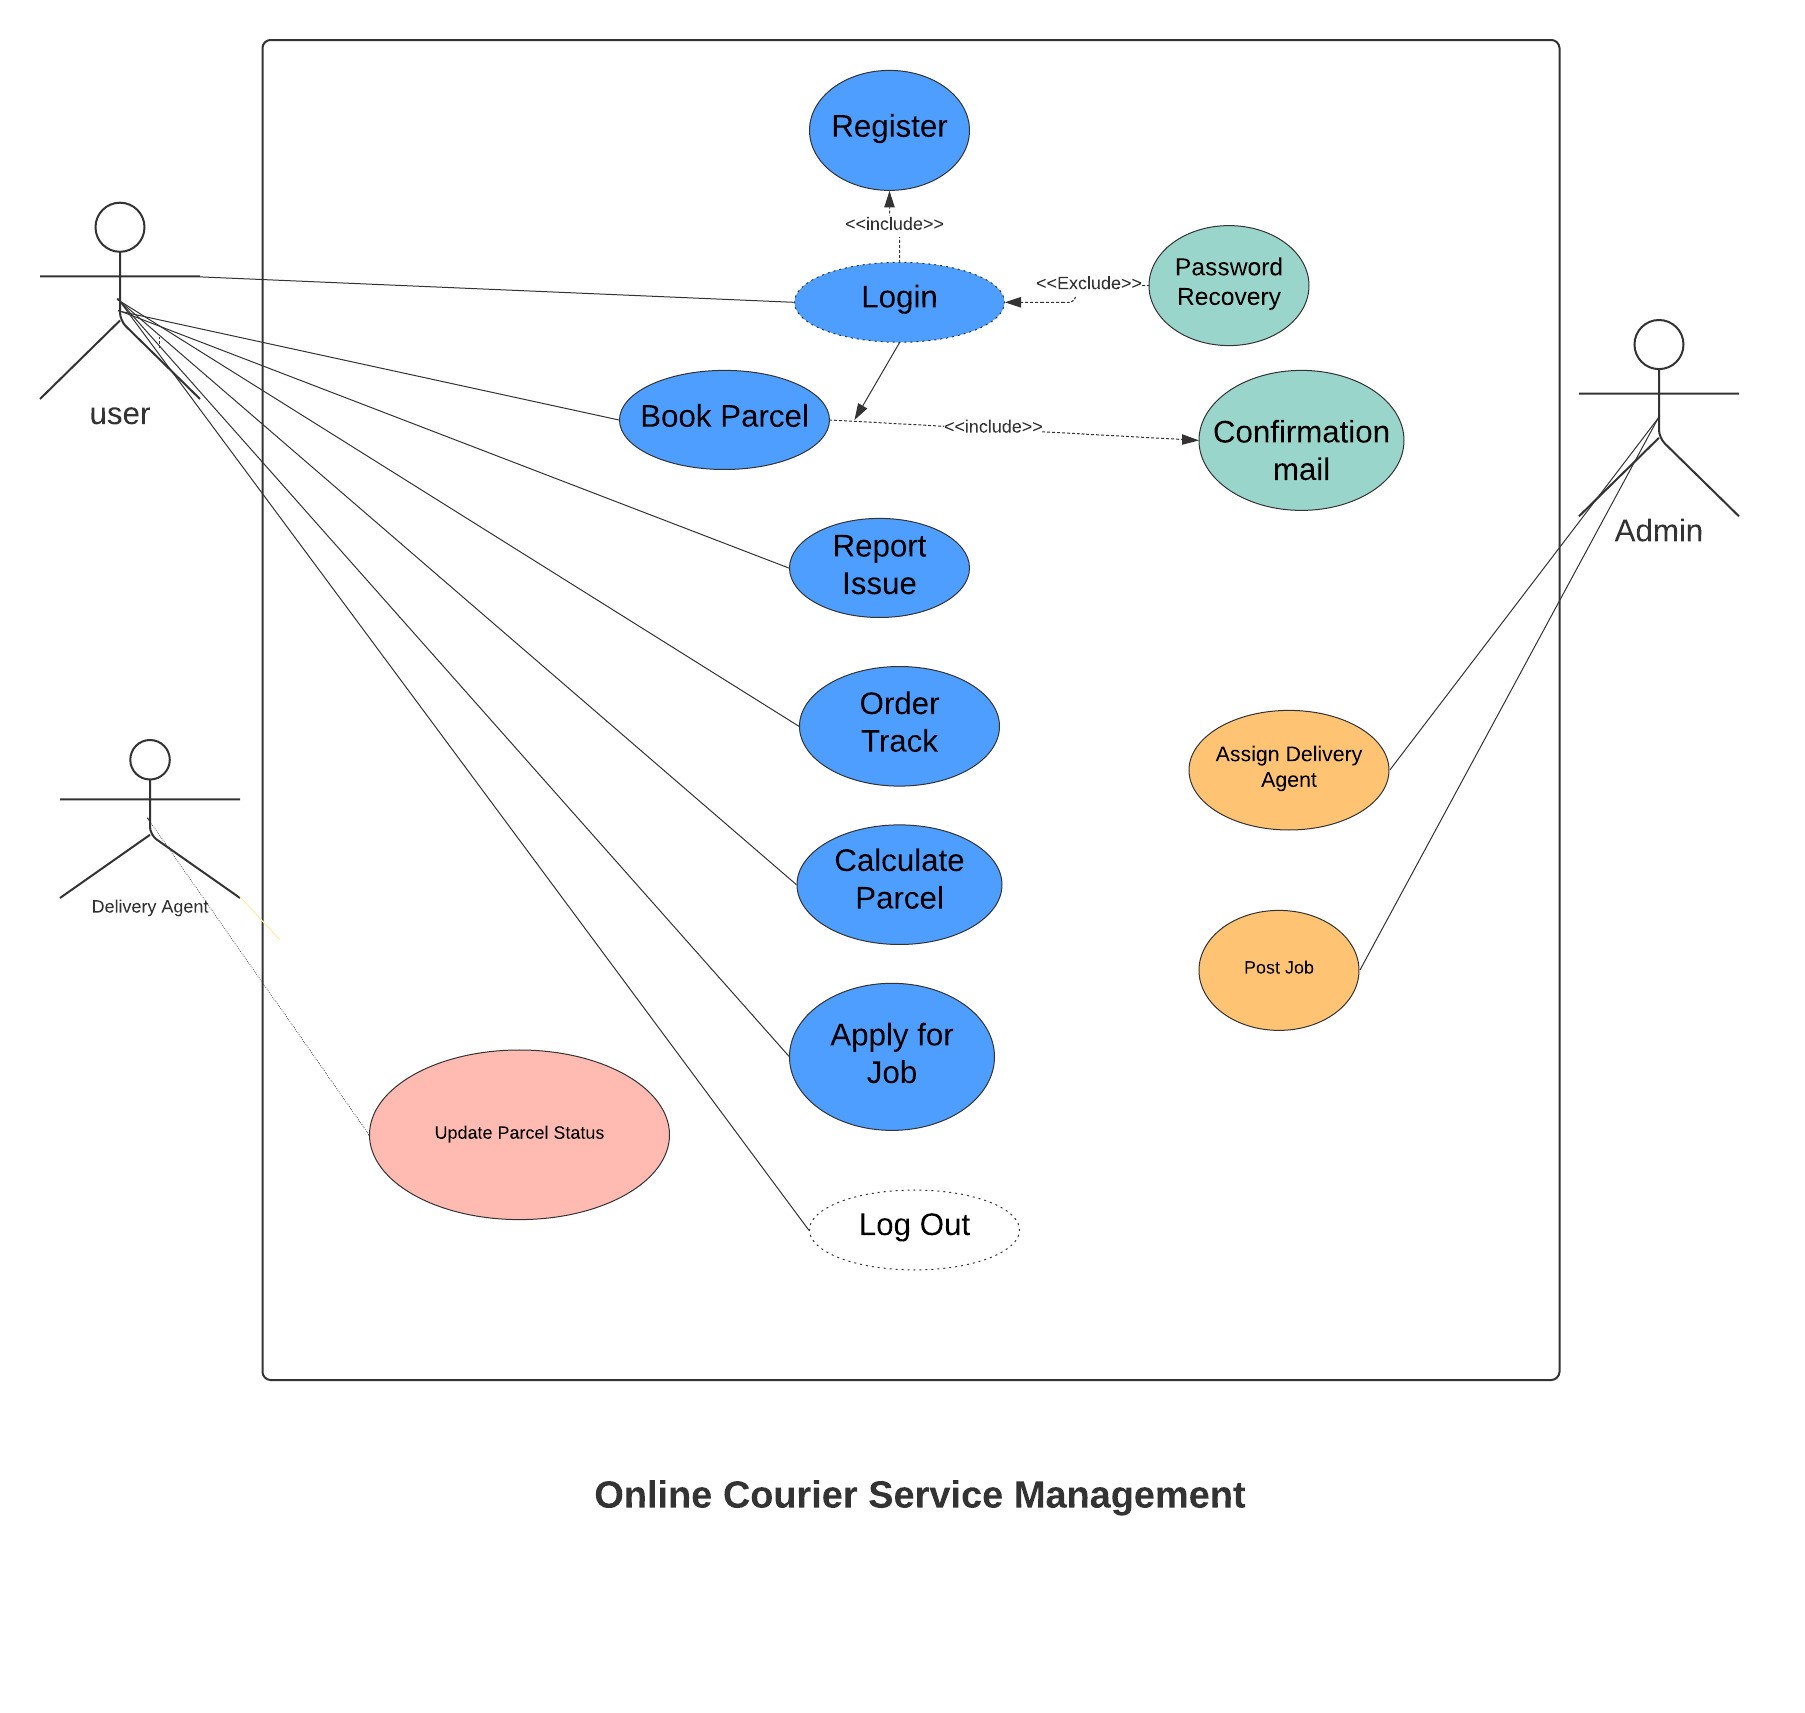 Register
<<include>>
Login
<<Exclude>>
Password
Recovery
user
Book Parcel
<<include>>
Confirmation
mail
Admin
Report
Issue
Order
Track
Assign Delivery
Agent
Calculate
Parcel
Delivery Agent
Post Job
Apply for
Job
Update Parcel Status
Log Out
Online Courier Service Management